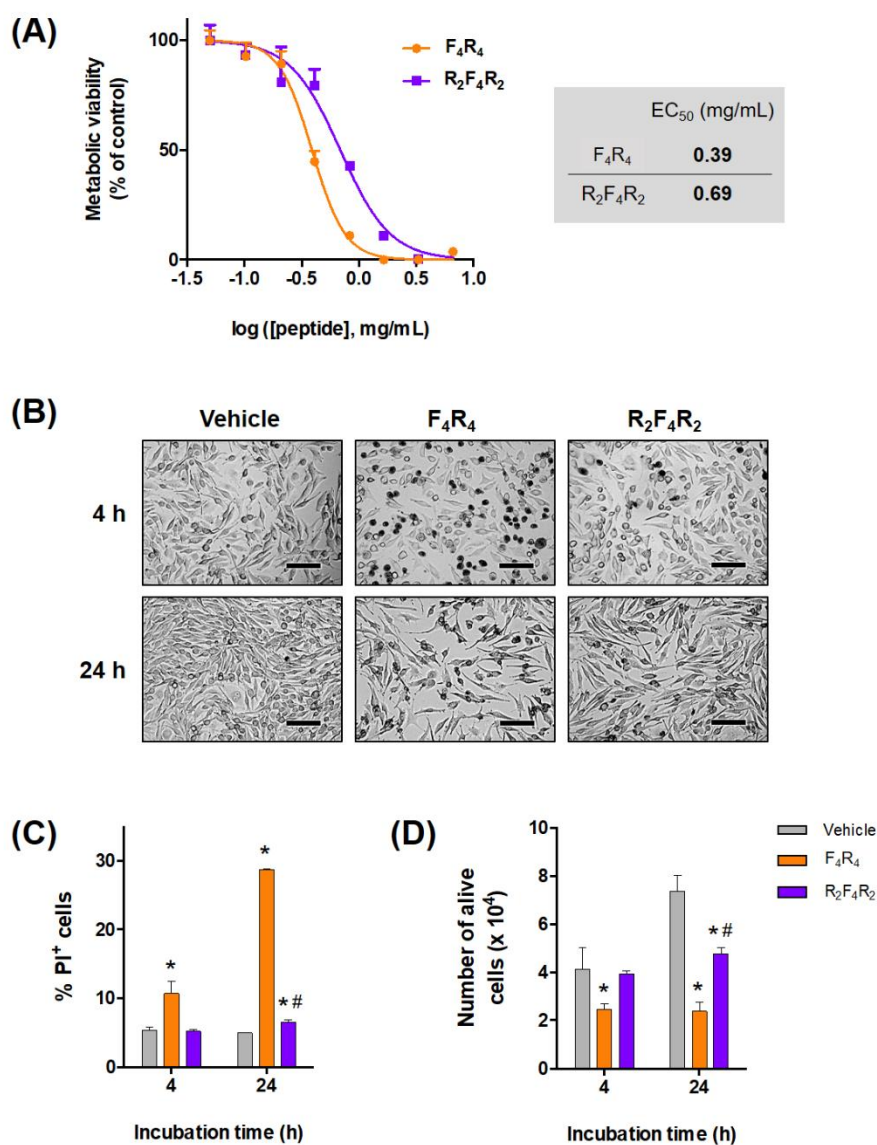 (A)
Metabolic viability
(% of control)
100
50
0
-1.5 -1.0 -0.5 0.0 0.5 1.0
log ([peptide], mg/mL)
F₄R₄
R₂F₄R₂
EC₅₀ (mg/mL)
F₄R₄ 0.39
R₂F₄R₂ 0.69
(B)
Vehicle F₄R₄ R₂F₄R₂
4 h
24 h
(C)
% PI⁺ cells
30
20
10
0
* * * #
4 24
Incubation time (h)
(D)
Number of alive
cells (x 10⁴)
10
8
6
4
2
0
* * * #
4 24
Incubation time (h)
Vehicle
F₄R₄
R₂F₄R₂